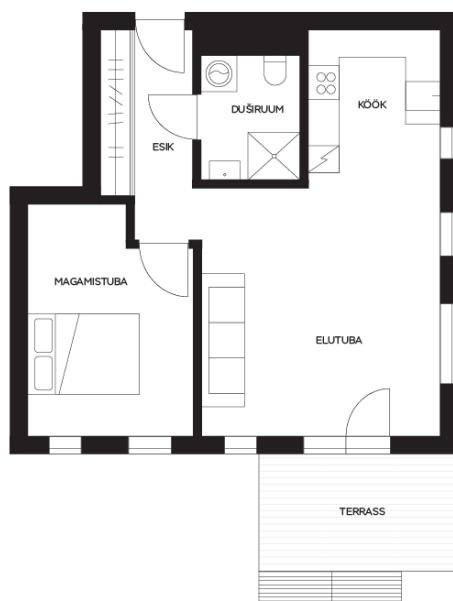 DUŠIRUUM
KÖÖK
ESIK
MAGAMISTUBA
ELUTUBA
TERRASS